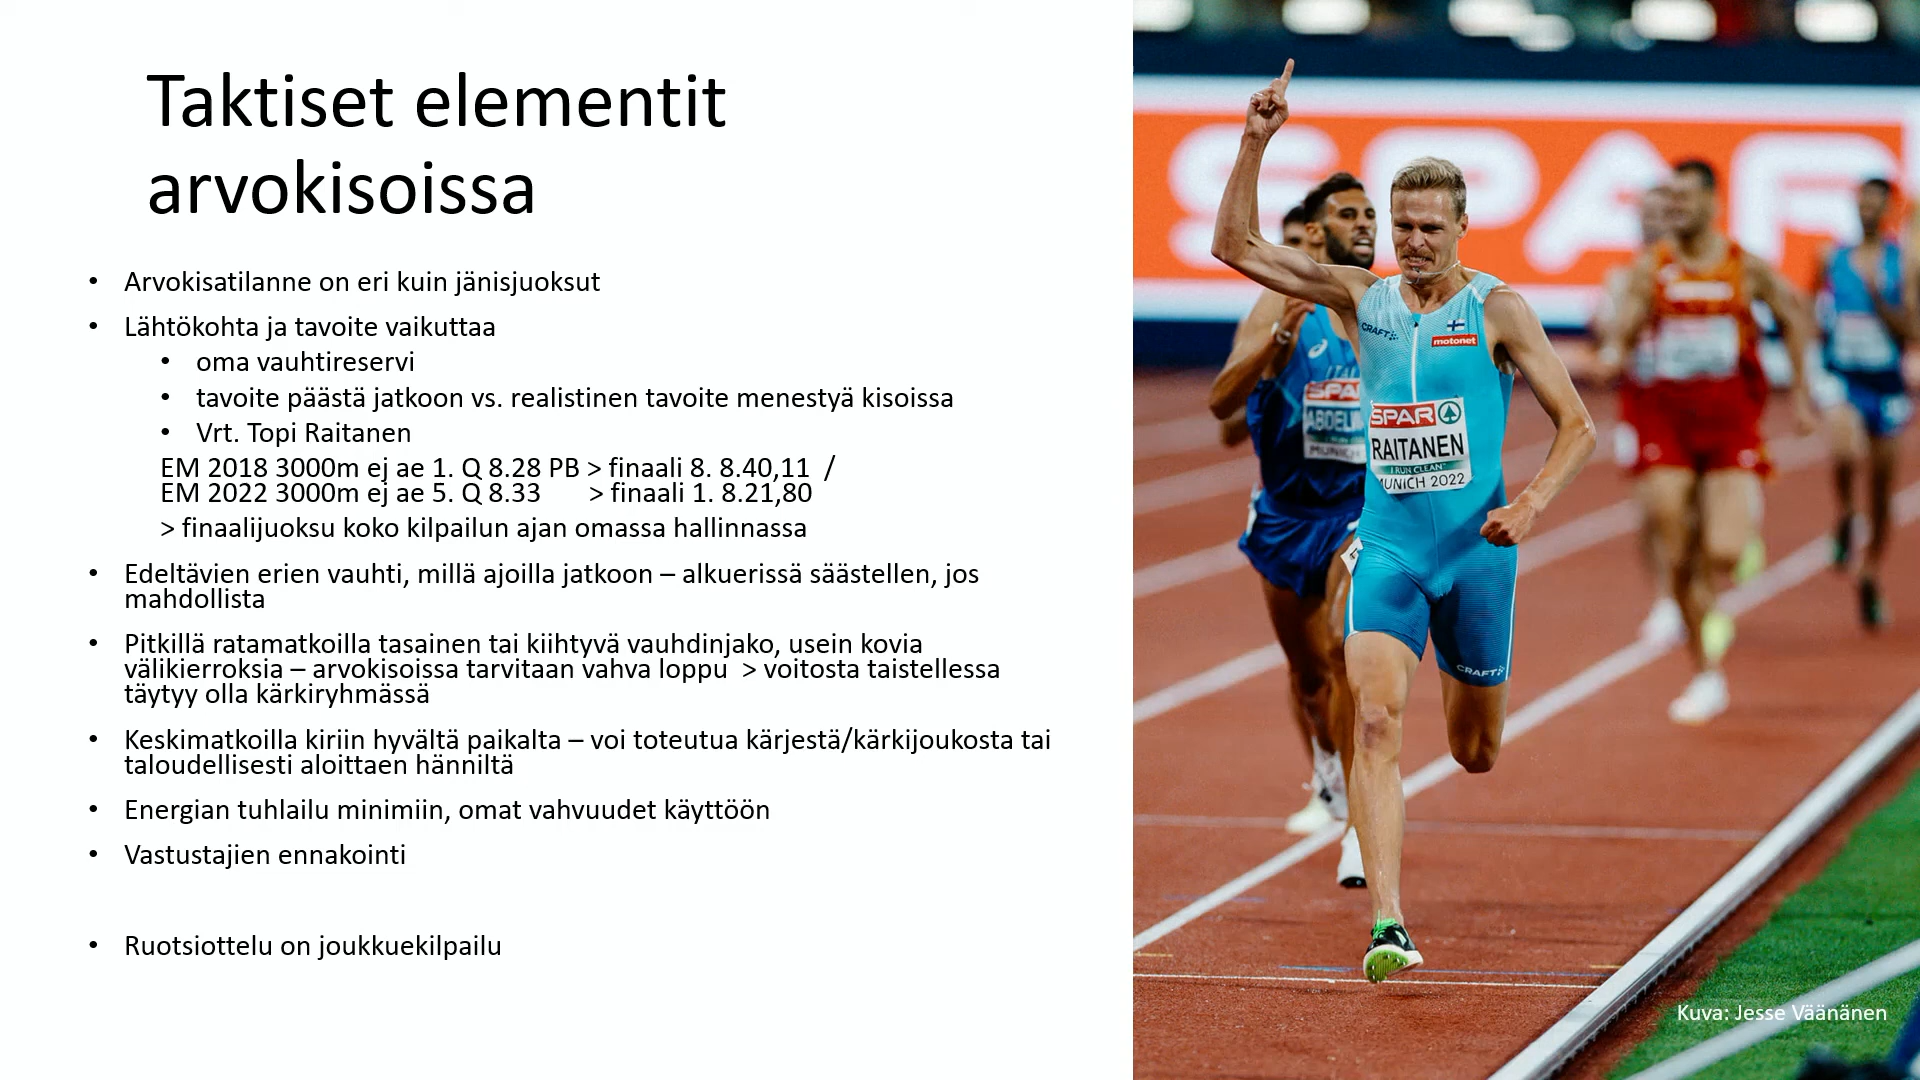 Taktiset elementit
arvokisoissa
• Arvokisatilanne on eri kuin jänisjuoksut
• Lähtökohta ja tavoite vaikuttaa
• oma vauhtireservi
• tavoite päästä jatkoon vs. realistinen tavoite menestyä kisoissa
• Vrt. Topi Raitanen
EM 2018 3000m ej ae 1. Q 8.28 PB > finaali 8. 8.40,11 /
EM 2022 3000m ej ae 5. Q 8.33 > finaali 1. 8.21,80
> finaalijuoksu koko kilpailun ajan omassa hallinnassa
• Edeltävien erien vauhti, millä ajoilla jatkoon – alkuerissä säästellen, jos
mahdollista
• Pitkillä ratamatkoilla tasainen tai kiihtyvä vauhdinjako, usein kovia
välikierroksia – arvokisoissa tarvitaan vahva loppu > voitosta taistellessa
täytyy olla kärkiryhmässä
• Keskimatkoilla kiriin hyvältä paikalta – voi toteutua kärjestä/kärkijoukosta tai
taloudellisesti aloittaen hänniltä
• Energian tuhlailu minimiin, omat vahvuudet käyttöön
• Vastustajien ennakointi
• Ruotsiottelu on joukkuekilpailu
SPAR
CRAFT
motonet
SPAR
RAITANEN
I RUN CLEAN
MUNICH 2022
CRAFT
Kuva: Jesse Väänänen